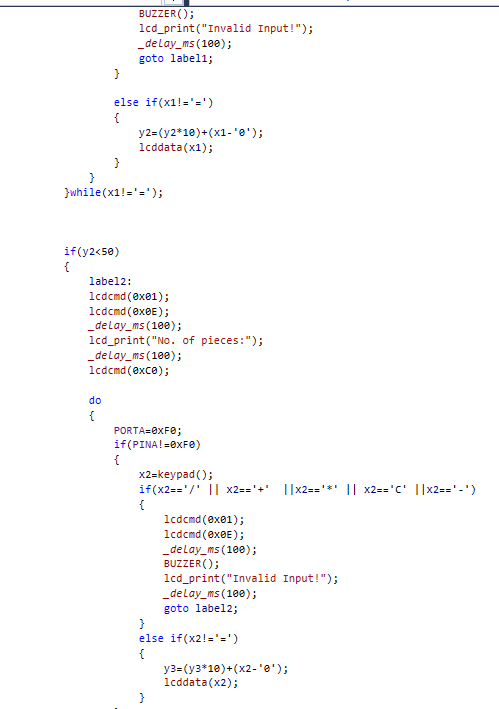 BUZZER();
lcd_print("Invalid Input!");
_delay_ms(100);
goto label1;
}
else if(x1!='=')
{
y2=(y2*10)+(x1-'0');
lcddata(x1);
}
}
}while(x1!='=');
if(y2<50)
{
label2:
lcdcmd(0x01);
lcdcmd(0x0E);
_delay_ms(100);
lcd_print("No. of pieces:");
_delay_ms(100);
lcdcmd(0xC0);
do
{
PORTA=0xF0;
if(PINA!=0xF0)
{
x2=keypad();
if(x2=='/' || x2=='+'  ||x2=='*' || x2=='C' ||x2=='-')
{
lcdcmd(0x01);
lcdcmd(0x0E);
_delay_ms(100);
BUZZER();
lcd_print("Invalid Input!");
_delay_ms(100);
goto label2;
}
else if(x2!='=')
{
y3=(y3*10)+(x2-'0');
lcddata(x2);
}